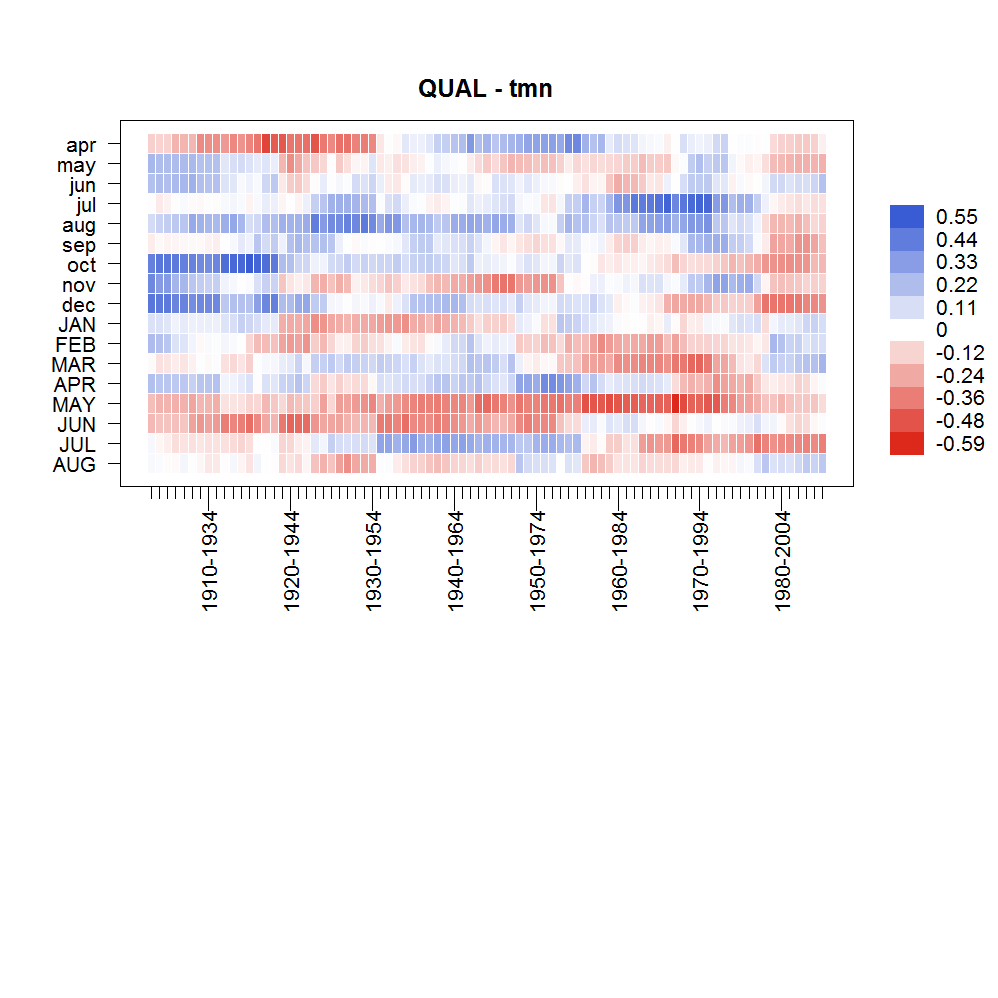 QUAL - tmn
apr
may
jun
jul
aug
sep
oct
nov
dec
JAN
FEB
MAR
APR
MAY
JUN
JUL
AUG
0.55
0.44
0.33
0.22
0.11
0
-0.12
-0.24
-0.36
-0.48
-0.59
1910-1934
1920-1944
1930-1954
1940-1964
1950-1974
1960-1984
1970-1994
1980-2004